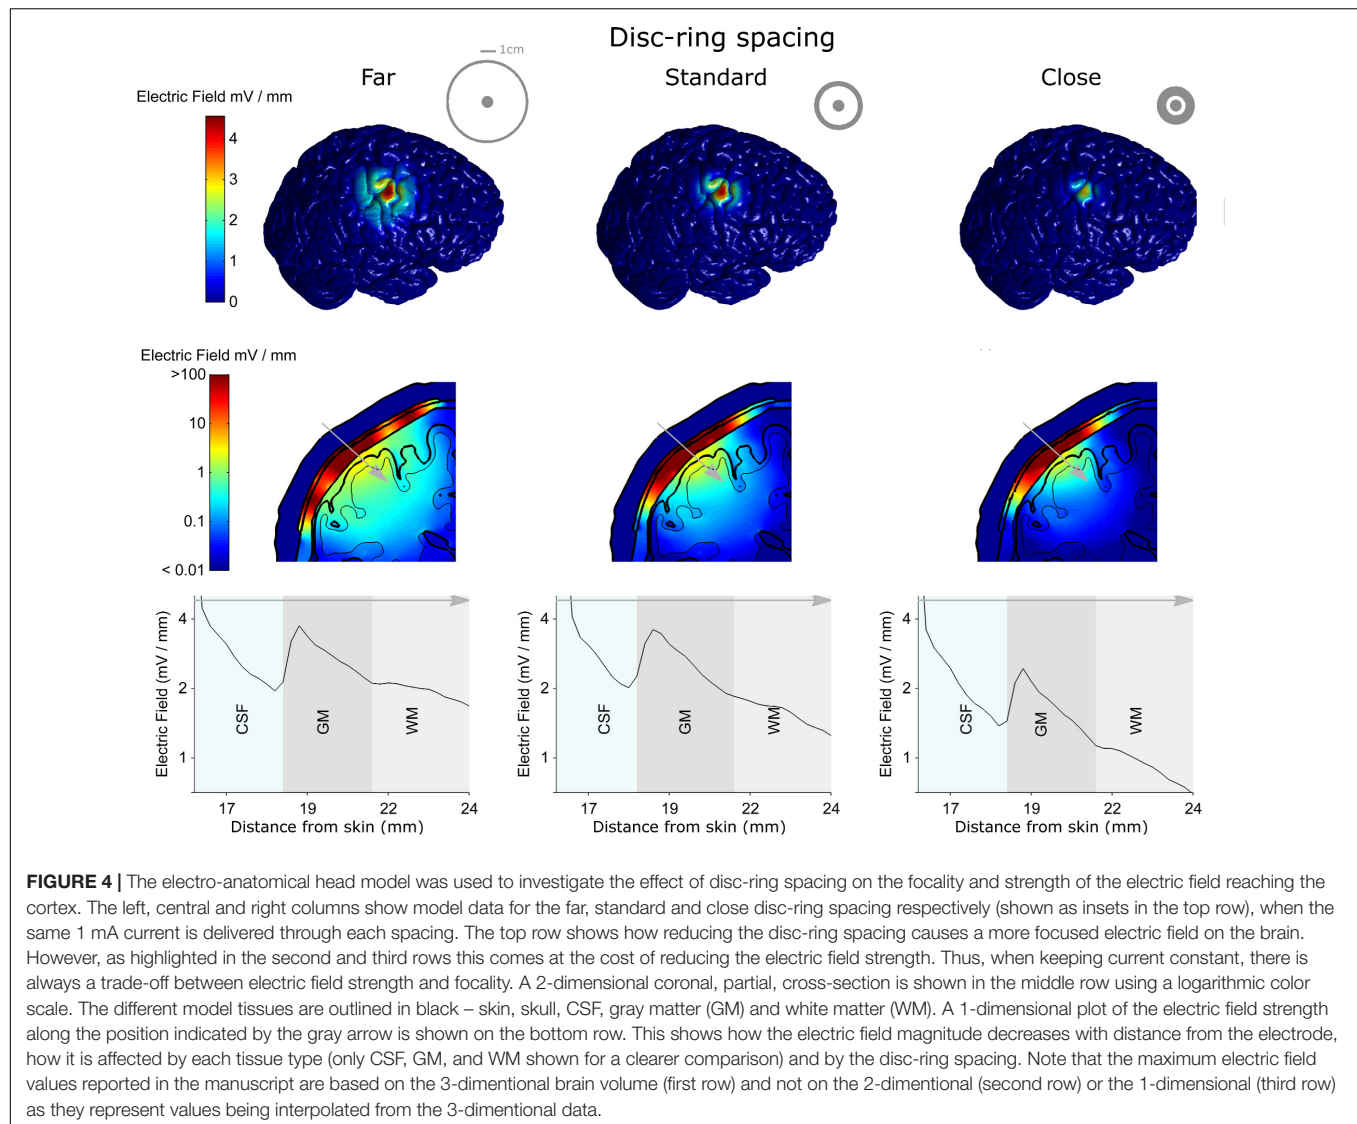 Disc-ring spacing
1cm
Far
Standard
Close
Electric Field mV / mm
4
3
2
1
0
Electric Field mV / mm
>100
10
1
0.1
< 0.01
Electric Field (mV / mm)
4
2
1
CSF
GM
WM
17
19
22
24
Distance from skin (mm)
Electric Field (mV / mm)
4
2
1
CSF
GM
WM
17
19
22
24
Distance from skin (mm)
Electric Field (mV / mm)
4
2
1
CSF
GM
WM
17
19
22
24
Distance from skin (mm)
FIGURE 4 | The electro-anatomical head model was used to investigate the effect of disc-ring spacing on the focality and strength of the electric field reaching the
cortex. The left, central and right columns show model data for the far, standard and close disc-ring spacing respectively (shown as insets in the top row), when the
same 1 mA current is delivered through each spacing. The top row shows how reducing the disc-ring spacing causes a more focused electric field on the brain.
However, as highlighted in the second and third rows this comes at the cost of reducing the electric field strength. Thus, when keeping current constant, there is
always a trade-off between electric field strength and focality. A 2-dimensional coronal, partial, cross-section is shown in the middle row using a logarithmic color
scale. The different model tissues are outlined in black – skin, skull, CSF, gray matter (GM) and white matter (WM). A 1-dimensional plot of the electric field strength
along the position indicated by the gray arrow is shown on the bottom row. This shows how the electric field magnitude decreases with distance from the electrode,
how it is affected by each tissue type (only CSF, GM, and WM shown for a clearer comparison) and by the disc-ring spacing. Note that the maximum electric field
values reported in the manuscript are based on the 3-dimentional brain volume (first row) and not on the 2-dimentional (second row) or the 1-dimensional (third row)
as they represent values being interpolated from the 3-dimentional data.